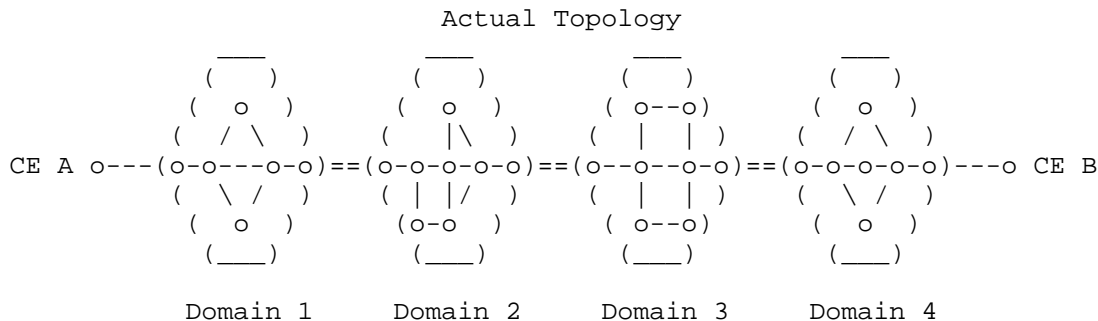 Actual Topology
CE A o---(o-o---o-o)==(o-o-o-o-o)==(o--o--o--o)==(o-o-o-o-o)---o CE B
Domain 1 Domain 2 Domain 3 Domain 4